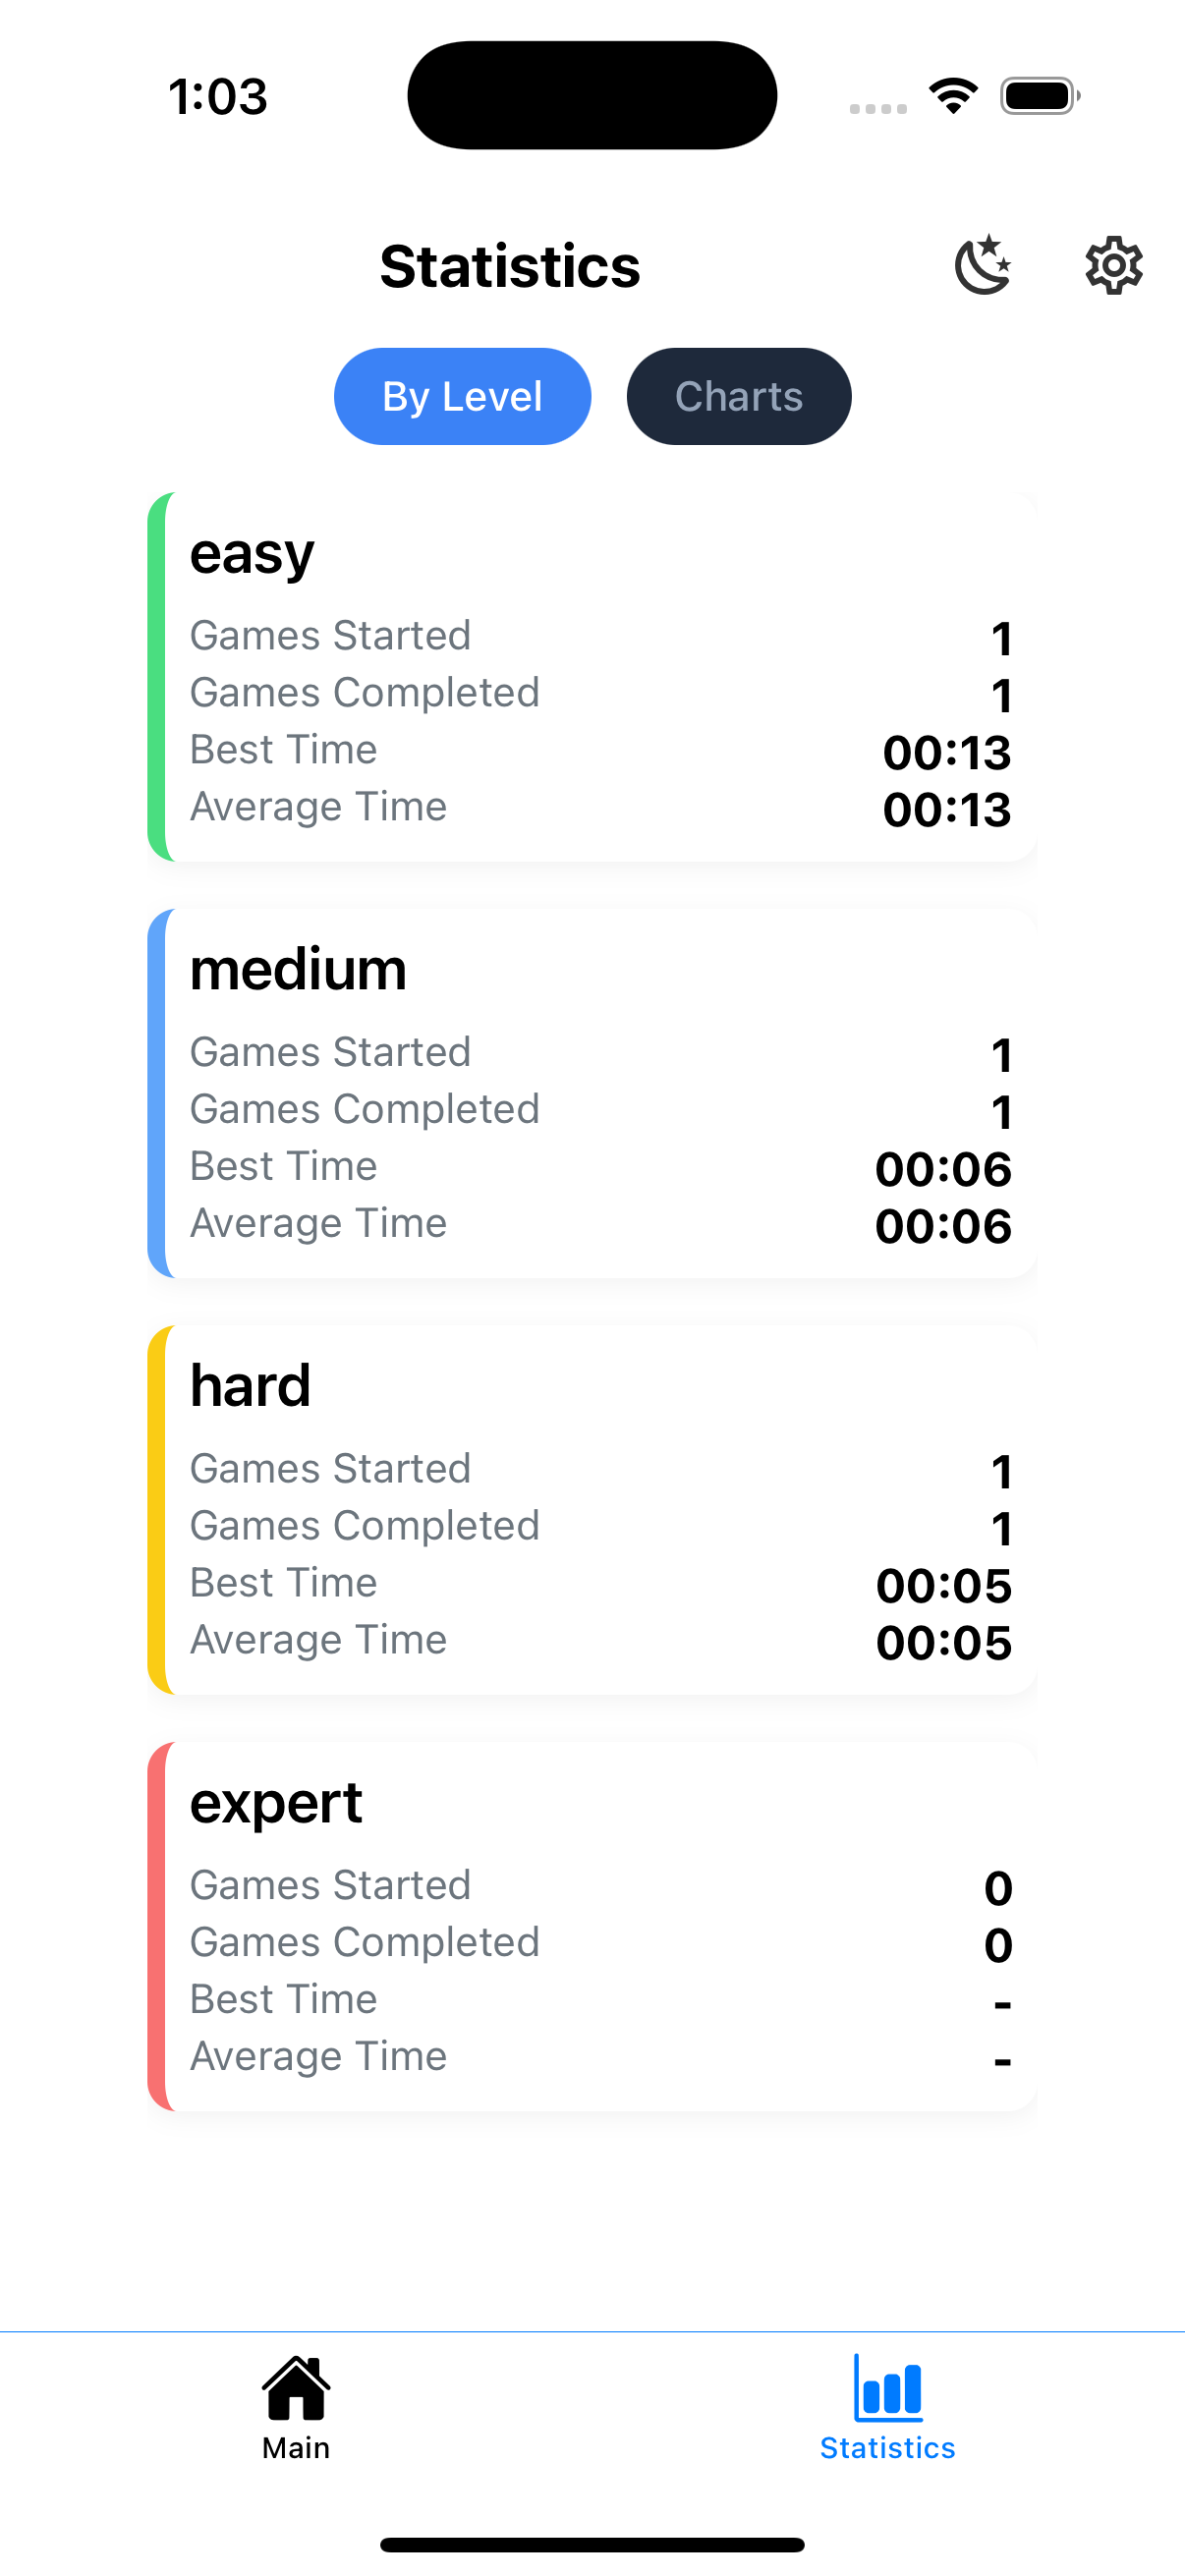 1:03
Statistics
By Level Charts
easy
Games Started 1
Games Completed 1
Best Time 00:13
Average Time 00:13
medium
Games Started 1
Games Completed 1
Best Time 00:06
Average Time 00:06
hard
Games Started 1
Games Completed 1
Best Time 00:05
Average Time 00:05
expert
Games Started 0
Games Completed 0
Best Time -
Average Time -
Main Statistics